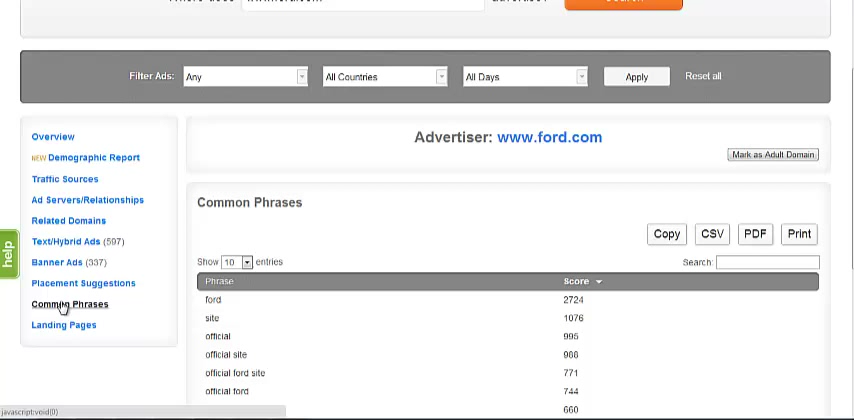 Filter Ads: Any All Countries All Days Apply Reset all
Overview
NEW Demographic Report
Traffic Sources
Ad Servers/Relationships
Related Domains
Text/Hybrid Ads (597)
Banner Ads (337)
Placement Suggestions
Common Phrases
Landing Pages
help
Advertiser: www.ford.com
Mark as Adult Domain
Common Phrases
Copy CSV PDF Print
Show 10 entries Search:
Phrase Score
ford 2724
site 1076
official 995
official site 988
official ford site 771
official ford 744
660
javascript:void(0)